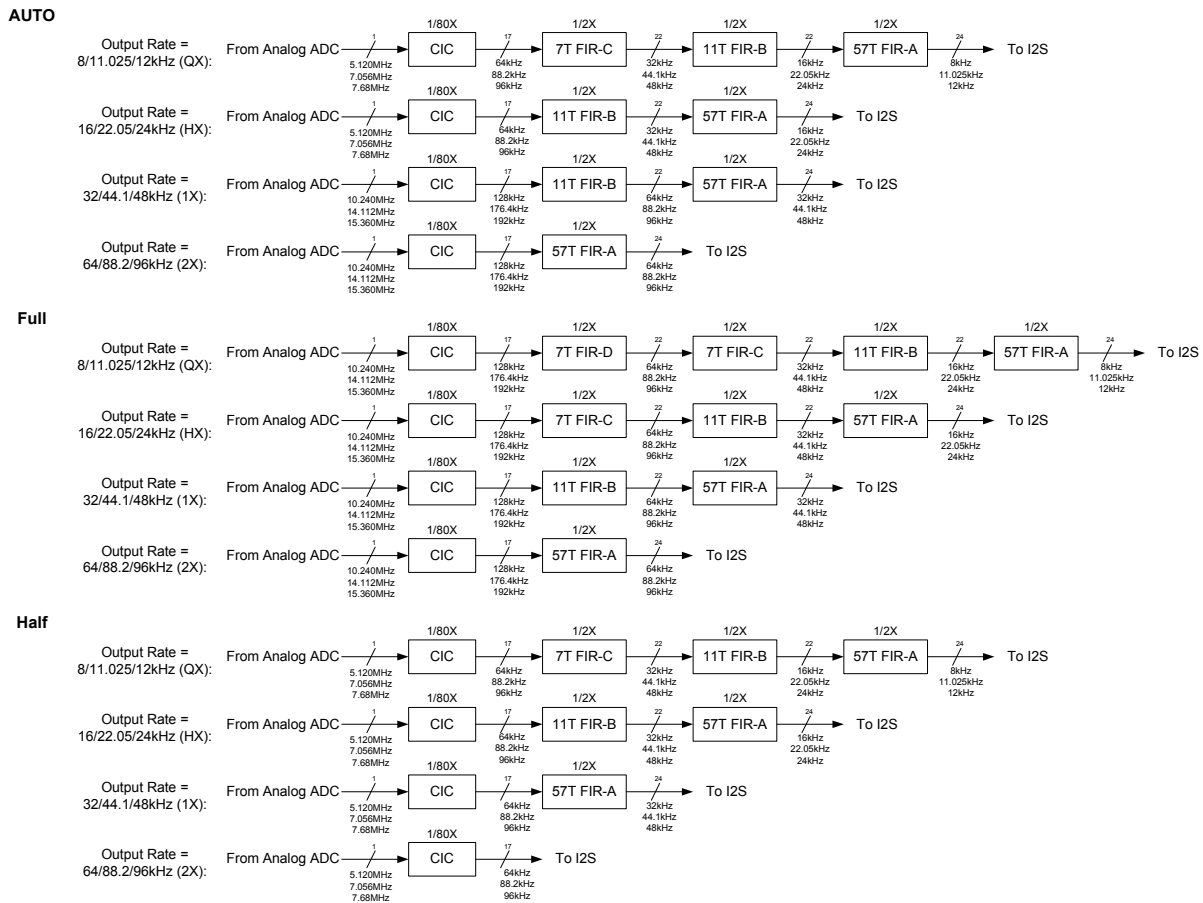 AUTO
1/80X 1/2X 1/2X 1/2X
Output Rate =
8/11.025/12kHz (QX):
From Analog ADC 1 CIC 17 7T FIR-C 22 11T FIR-B 22 57T FIR-A 24 To I2S
5.120MHz 64kHz 32kHz 16kHz 8kHz
7.056MHz 88.2kHz 44.1kHz 22.05kHz 11.025kHz
7.68MHz 96kHz 48kHz 24kHz 12kHz
1/80X 1/2X 1/2X
Output Rate =
16/22.05/24kHz (HX):
From Analog ADC 1 CIC 17 11T FIR-B 22 57T FIR-A 24 To I2S
5.120MHz 64kHz 32kHz 16kHz
7.056MHz 88.2kHz 44.1kHz 22.05kHz
7.68MHz 96kHz 48kHz 24kHz
1/80X 1/2X 1/2X
Output Rate =
32/44.1/48kHz (1X):
From Analog ADC 1 CIC 17 11T FIR-B 22 57T FIR-A 24 To I2S
10.240MHz 128kHz 64kHz 32kHz
14.112MHz 176.4kHz 88.2kHz 44.1kHz
15.360MHz 192kHz 96kHz 48kHz
1/80X 1/2X
Output Rate =
64/88.2/96kHz (2X):
From Analog ADC 1 CIC 17 57T FIR-A 24 To I2S
10.240MHz 128kHz 64kHz
14.112MHz 176.4kHz 88.2kHz
15.360MHz 192kHz 96kHz
Full
1/80X 1/2X 1/2X 1/2X 1/2X
Output Rate =
8/11.025/12kHz (QX):
From Analog ADC 1 CIC 17 7T FIR-D 22 7T FIR-C 22 11T FIR-B 22 57T FIR-A 24 To I2S
10.240MHz 128kHz 64kHz 32kHz 16kHz 8kHz
14.112MHz 176.4kHz 88.2kHz 44.1kHz 22.05kHz 11.025kHz
15.360MHz 192kHz 96kHz 48kHz 24kHz 12kHz
1/80X 1/2X 1/2X 1/2X
Output Rate =
16/22.05/24kHz (HX):
From Analog ADC 1 CIC 17 7T FIR-C 22 11T FIR-B 22 57T FIR-A 24 To I2S
10.240MHz 128kHz 64kHz 32kHz 16kHz
14.112MHz 176.4kHz 88.2kHz 44.1kHz 22.05kHz
15.360MHz 192kHz 96kHz 48kHz 24kHz
1/80X 1/2X 1/2X
Output Rate =
32/44.1/48kHz (1X):
From Analog ADC 1 CIC 17 11T FIR-B 22 57T FIR-A 24 To I2S
10.240MHz 128kHz 64kHz 32kHz
14.112MHz 176.4kHz 88.2kHz 44.1kHz
15.360MHz 192kHz 96kHz 48kHz
1/80X 1/2X
Output Rate =
64/88.2/96kHz (2X):
From Analog ADC 1 CIC 17 57T FIR-A 24 To I2S
10.240MHz 128kHz 64kHz
14.112MHz 176.4kHz 88.2kHz
15.360MHz 192kHz 96kHz
Half
1/80X 1/2X 1/2X 1/2X
Output Rate =
8/11.025/12kHz (QX):
From Analog ADC 1 CIC 17 7T FIR-C 22 11T FIR-B 22 57T FIR-A 24 To I2S
5.120MHz 64kHz 32kHz 16kHz 8kHz
7.056MHz 88.2kHz 44.1kHz 22.05kHz 11.025kHz
7.68MHz 96kHz 48kHz 24kHz 12kHz
1/80X 1/2X 1/2X
Output Rate =
16/22.05/24kHz (HX):
From Analog ADC 1 CIC 17 11T FIR-B 22 57T FIR-A 24 To I2S
5.120MHz 64kHz 32kHz 16kHz
7.056MHz 88.2kHz 44.1kHz 22.05kHz
7.68MHz 96kHz 48kHz 24kHz
1/80X 1/2X
Output Rate =
32/44.1/48kHz (1X):
From Analog ADC 1 CIC 17 57T FIR-A 24 To I2S
5.120MHz 64kHz 32kHz
7.056MHz 88.2kHz 44.1kHz
7.68MHz 96kHz 48kHz
1/80X
Output Rate =
64/88.2/96kHz (2X):
From Analog ADC 1 CIC 17 To I2S
5.120MHz 64kHz
7.056MHz 88.2kHz
7.68MHz 96kHz